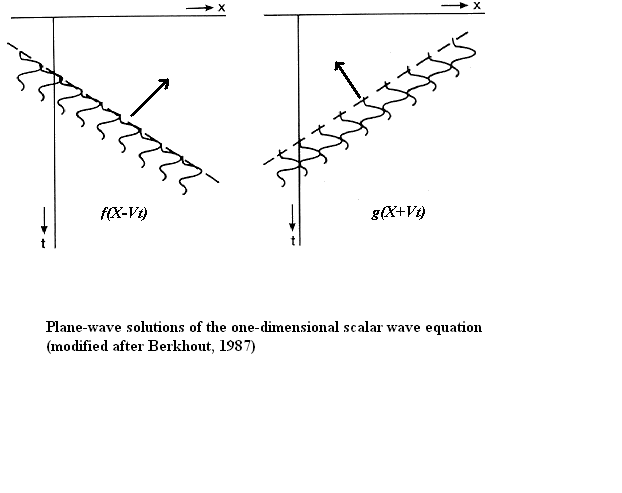 x
x
f(X-Vt)
g(X+Vt)
t
t
Plane-wave solutions of the one-dimensional scalar wave equation
(modified after Berkhout, 1987)